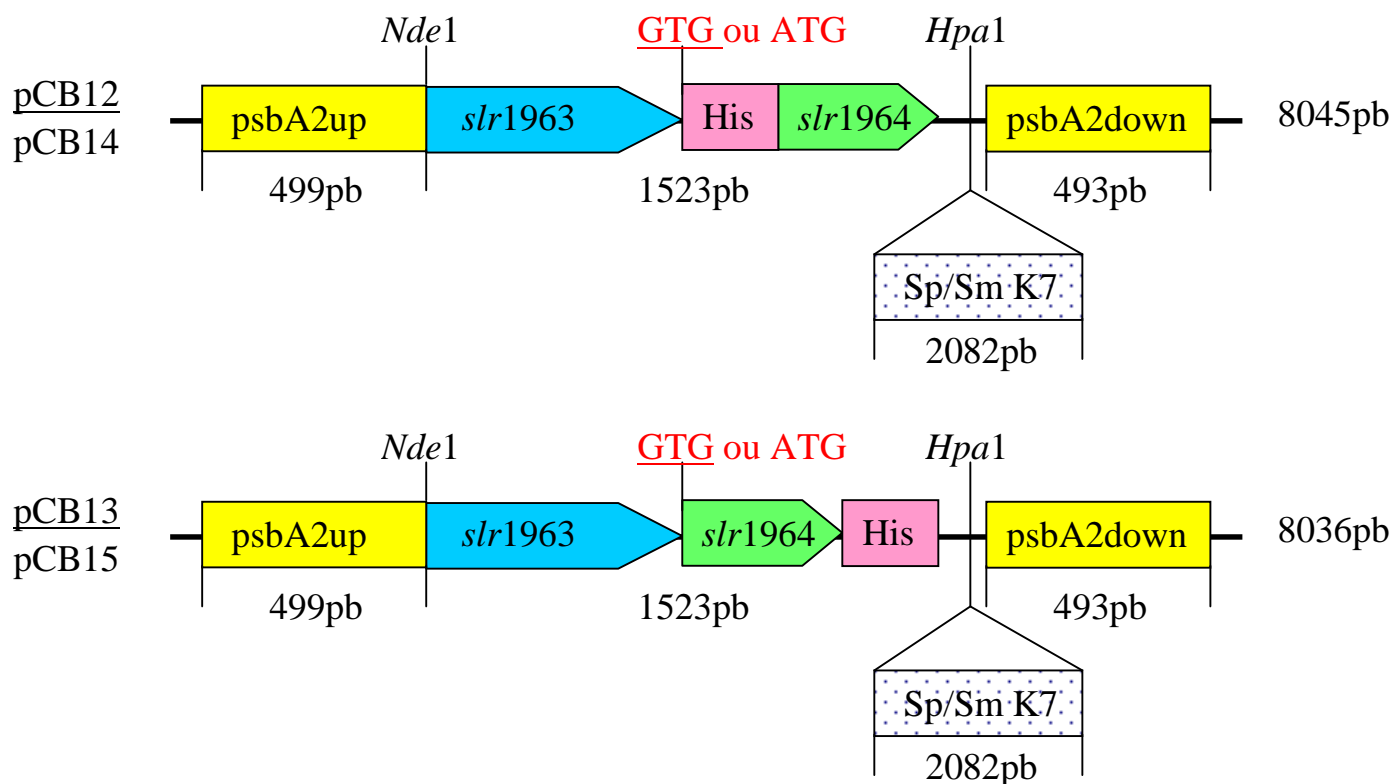 Nde1 GTG ou ATG Hpa1
pCB12
pCB14
psbA2up slr1963 His slr1964 psbA2down 8045pb
499pb 1523pb 493pb
Sp/Sm K7
2082pb
Nde1 GTG ou ATG Hpa1
pCB13
pCB15
psbA2up slr1963 slr1964 His psbA2down 8036pb
499pb 1523pb 493pb
Sp/Sm K7
2082pb